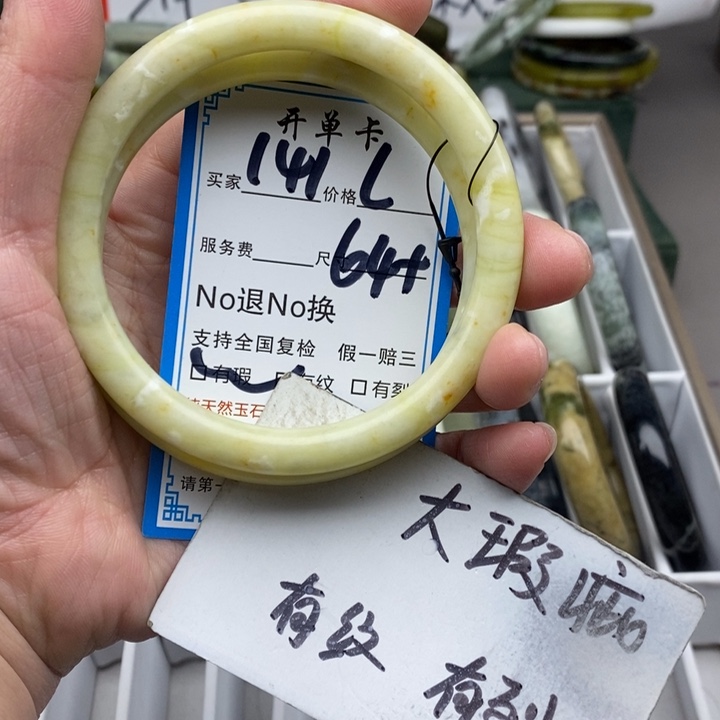 开单卡
买家 141 价格 L
服务费 尺 64+
No退No换
支持全国复检 假一赔三
口有瑕 有纹 口有裂
天然玉石
请第一
大瑕疵
有纹 有裂